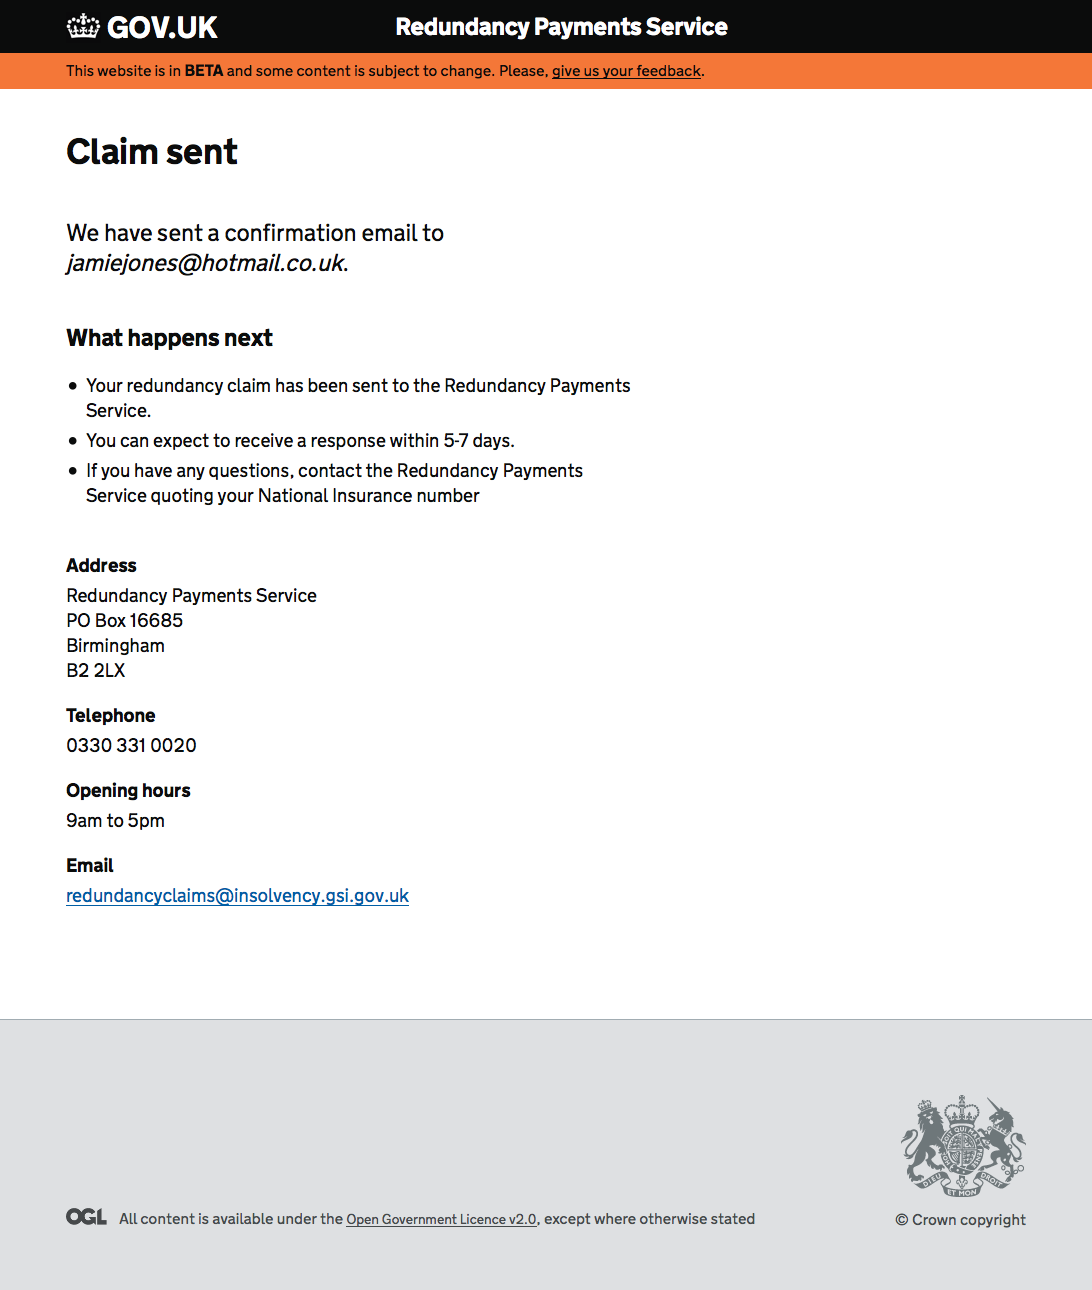 GOV.UK Redundancy Payments Service
This website is in BETA and some content is subject to change. Please, give us your feedback.
Claim sent
We have sent a confirmation email to
jamiejones@hotmail.co.uk.
What happens next
• Your redundancy claim has been sent to the Redundancy Payments
Service.
• You can expect to receive a response within 5-7 days.
• If you have any questions, contact the Redundancy Payments
Service quoting your National Insurance number
Address
Redundancy Payments Service
PO Box 16685
Birmingham
B2 2LX
Telephone
0330 331 0020
Opening hours
9am to 5pm
Email
redundancyclaims@insolvency.gsi.gov.uk
DIEU ET MON DROIT
OGL All content is available under the Open Government Licence v2.0, except where otherwise stated
© Crown copyright